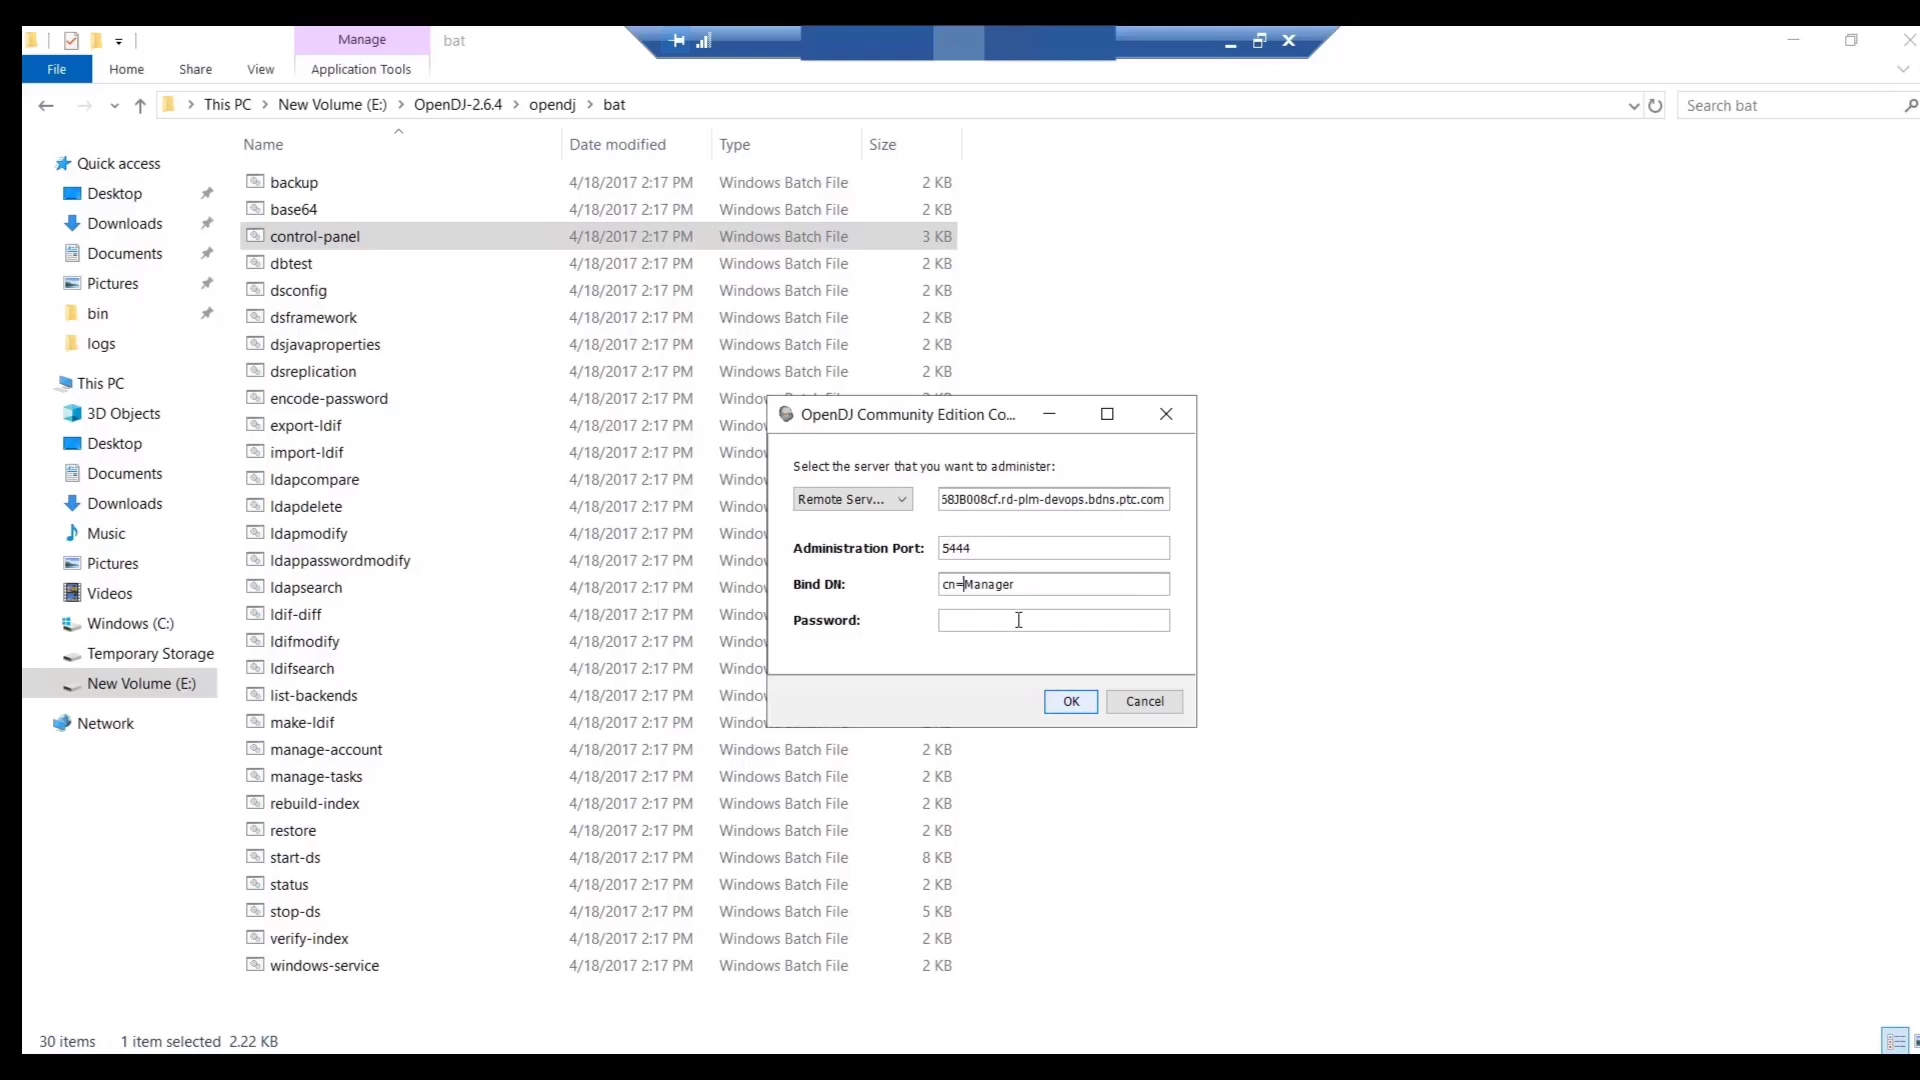 Manage
bat
File
Home
Share
View
Application Tools
This PC
New Volume (E:)
OpenDJ-2.6.4
opendj
bat
Search bat
Name
Date modified
Type
Size
Quick access
Desktop
Downloads
Documents
Pictures
bin
logs
This PC
3D Objects
Desktop
Documents
Downloads
Music
Pictures
Videos
Windows (C:)
Temporary Storage
New Volume (E:)
Network
backup 4/18/2017 2:17 PM Windows Batch File 2 KB
base64 4/18/2017 2:17 PM Windows Batch File 2 KB
control-panel 4/18/2017 2:17 PM Windows Batch File 3 KB
dbtest 4/18/2017 2:17 PM Windows Batch File 2 KB
dsconfig 4/18/2017 2:17 PM Windows Batch File 2 KB
dsframework 4/18/2017 2:17 PM Windows Batch File 2 KB
dsjavaproperties 4/18/2017 2:17 PM Windows Batch File 2 KB
dsreplication 4/18/2017 2:17 PM Windows Batch File 2 KB
encode-password 4/18/2017 2:17 PM
export-ldif 4/18/2017 2:17 PM Windo
import-ldif 4/18/2017 2:17 PM Windo
ldapcompare 4/18/2017 2:17 PM Windo
ldapdelete 4/18/2017 2:17 PM Windo
ldapmodify 4/18/2017 2:17 PM Windo
ldappasswordmodify 4/18/2017 2:17 PM Windo
ldapsearch 4/18/2017 2:17 PM Windo
ldif-diff 4/18/2017 2:17 PM Windo
ldifmodify 4/18/2017 2:17 PM Windo
ldifsearch 4/18/2017 2:17 PM Windo
list-backends 4/18/2017 2:17 PM Windo
make-ldif 4/18/2017 2:17 PM
manage-account 4/18/2017 2:17 PM Windows Batch File 2 KB
manage-tasks 4/18/2017 2:17 PM Windows Batch File 2 KB
rebuild-index 4/18/2017 2:17 PM Windows Batch File 2 KB
restore 4/18/2017 2:17 PM Windows Batch File 2 KB
start-ds 4/18/2017 2:17 PM Windows Batch File 8 KB
status 4/18/2017 2:17 PM Windows Batch File 2 KB
stop-ds 4/18/2017 2:17 PM Windows Batch File 5 KB
verify-index 4/18/2017 2:17 PM Windows Batch File 2 KB
windows-service 4/18/2017 2:17 PM Windows Batch File 2 KB
OpenDJ Community Edition Co...
Select the server that you want to administer:
Remote Serv... 58JB008cf.rd-plm-devops.bdns.ptc.com
Administration Port: 5444
Bind DN: cn=Manager
Password:
OK
Cancel
30 items 1 item selected 2.22 KB